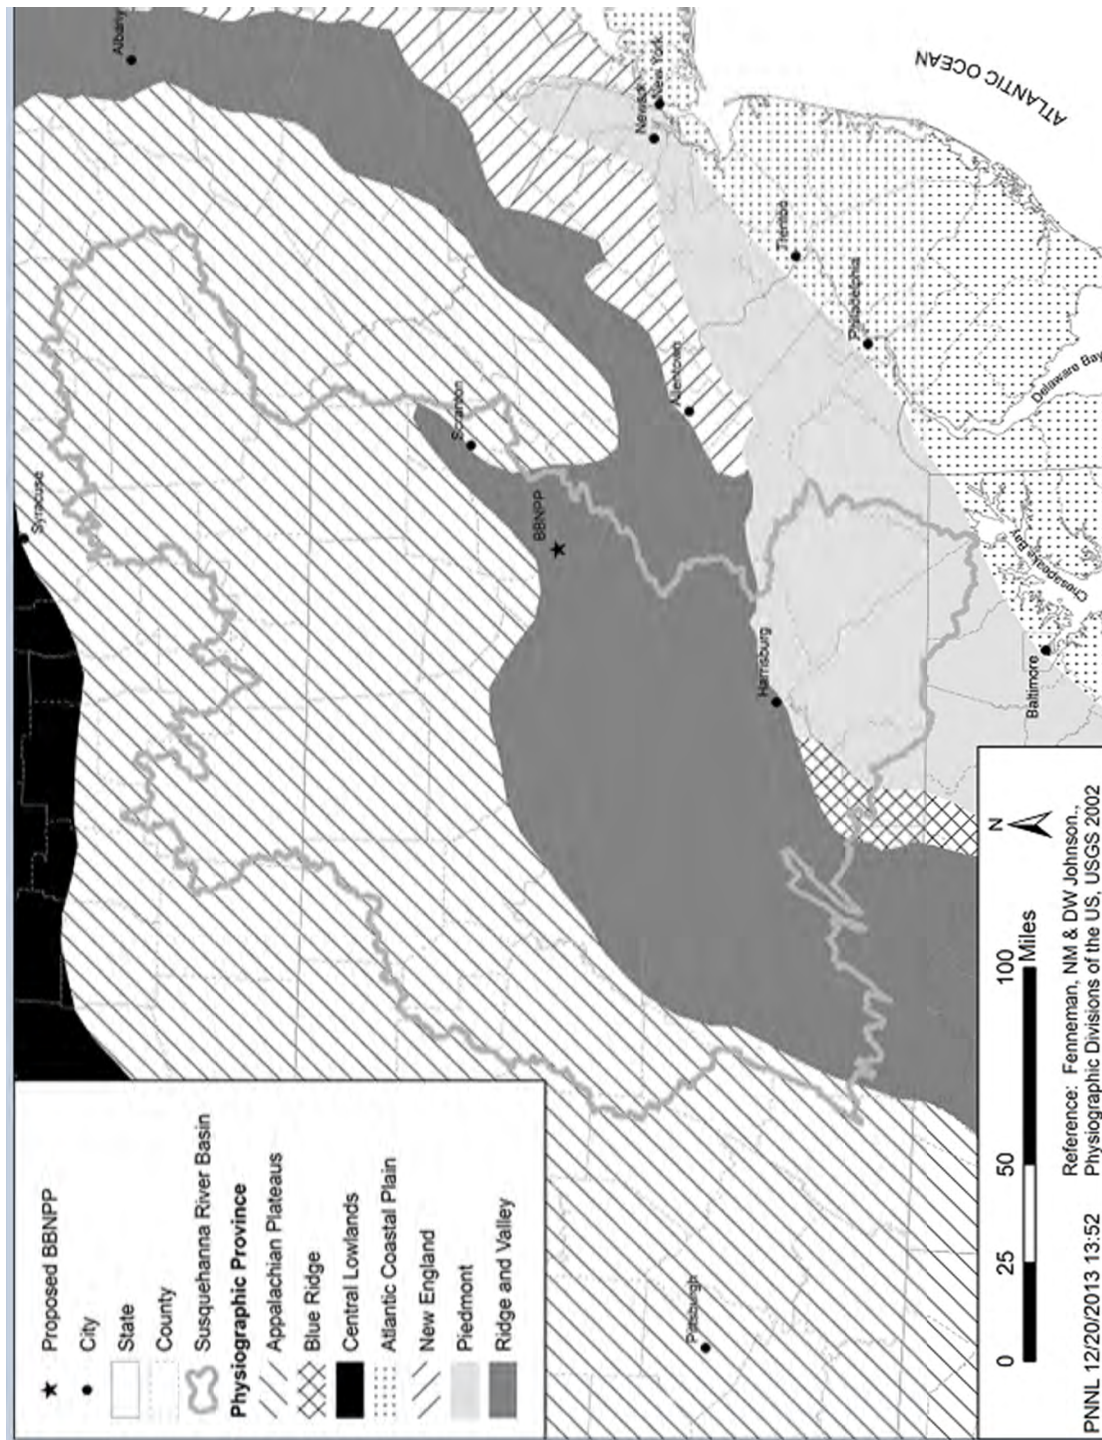 Proposed BBNPP
City
State
County
Susquehanna River Basin
Physiographic Province
Appalachian Plateaus
Blue Ridge
Central Lowlands
Atlantic Coastal Plain
New England
Piedmont
Ridge and Valley
Syracuse
Albany
Scranton
BBNPP
Newark
New York
Allentown
Trenton
Philadelphia
Harrisburg
Pittsburgh
Baltimore
ATLANTIC OCEAN
Delaware Bay
Chesapeake Bay
N
0 25 50 100
Miles
Reference: Fenneman, NM & DW Johnson.,
PNNL 12/20/2013 13:52 Physiographic Divisions of the US, USGS 2002